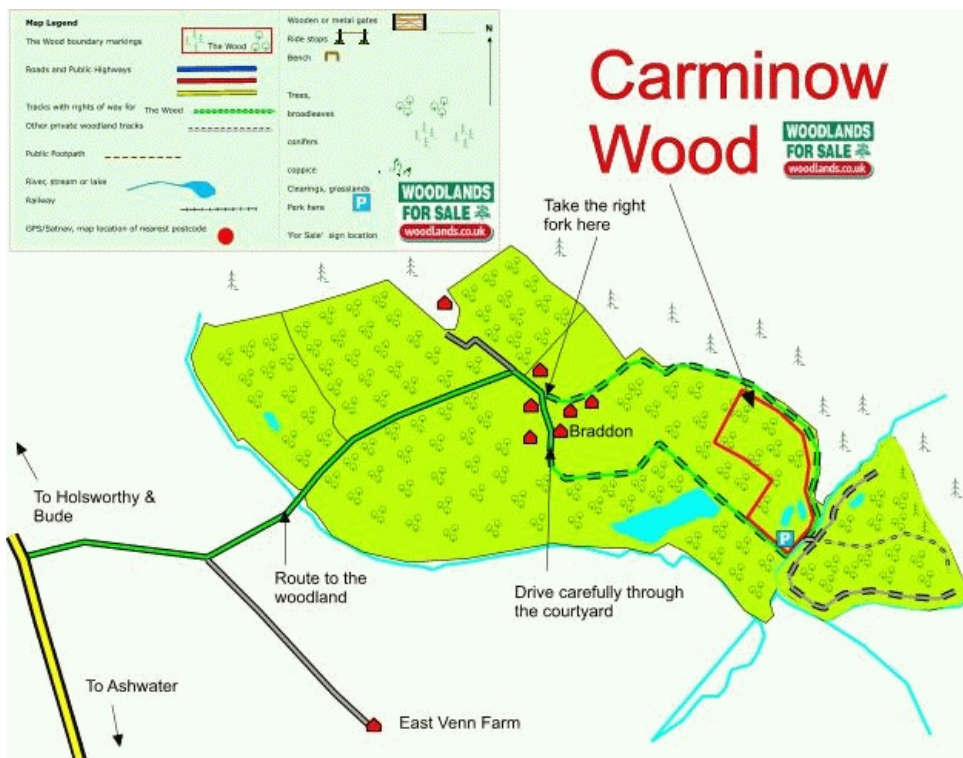 Map Legend
The Wood boundary markings
The Wood
Roads and Public Highways
Tracks with rights of way for The Wood
Other private woodland tracks
Public Footpath
River, stream or lake
Railway
GPS/Satnav, map location of nearest postcode
Wooden or metal gates
Ride stops
Bench
Trees,
broadleaves
conifers
coppice
Clearings, grasslands
Park here
P
'For Sale' sign location
N
WOODLANDS
FOR SALE
woodlands.co.uk
Carminow
Wood
WOODLANDS
FOR SALE
woodlands.co.uk
Take the right
fork here
Braddon
To Holsworthy &
Bude
P
Route to the
woodland
Drive carefully through
the courtyard
To Ashwater
East Venn Farm